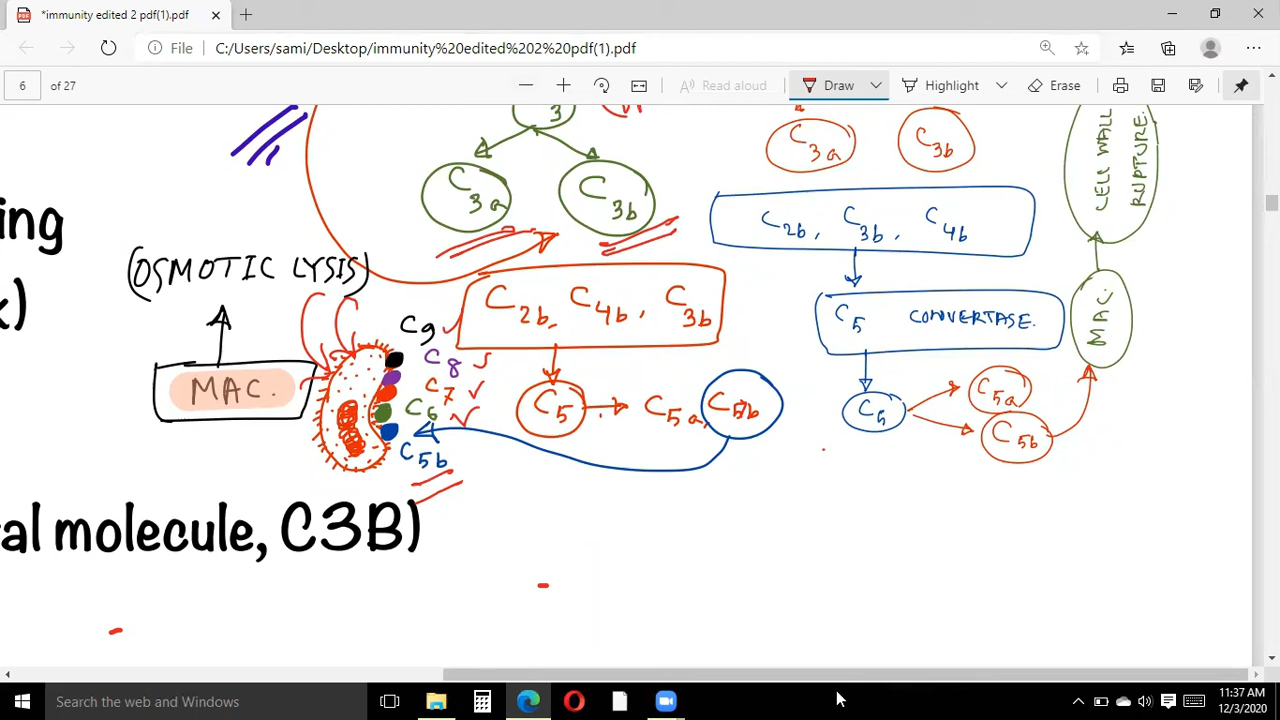 *immunity edited 2 pdf(1).pdf
File C:/Users/sami/Desktop/immunity%20edited%202%20pdf(1).pdf
6 of 27
Read aloud
Draw
Highlight
Erase
3
C3a
C3b
C3a
C3b
CELL WALL
RUPTURE.
ing
(OSMOTIC LYSIS)
x)
C2b, C3b, C4b
C2b, C4b, C3b
C5 CONVERTASE.
MAC.
C9
C8
C7
C6
C5b
MAC.
C5
C5a,
C5b
C5
C5a
C5b
al molecule, C3B)
Search the web and Windows
11:37 AM
12/3/2020